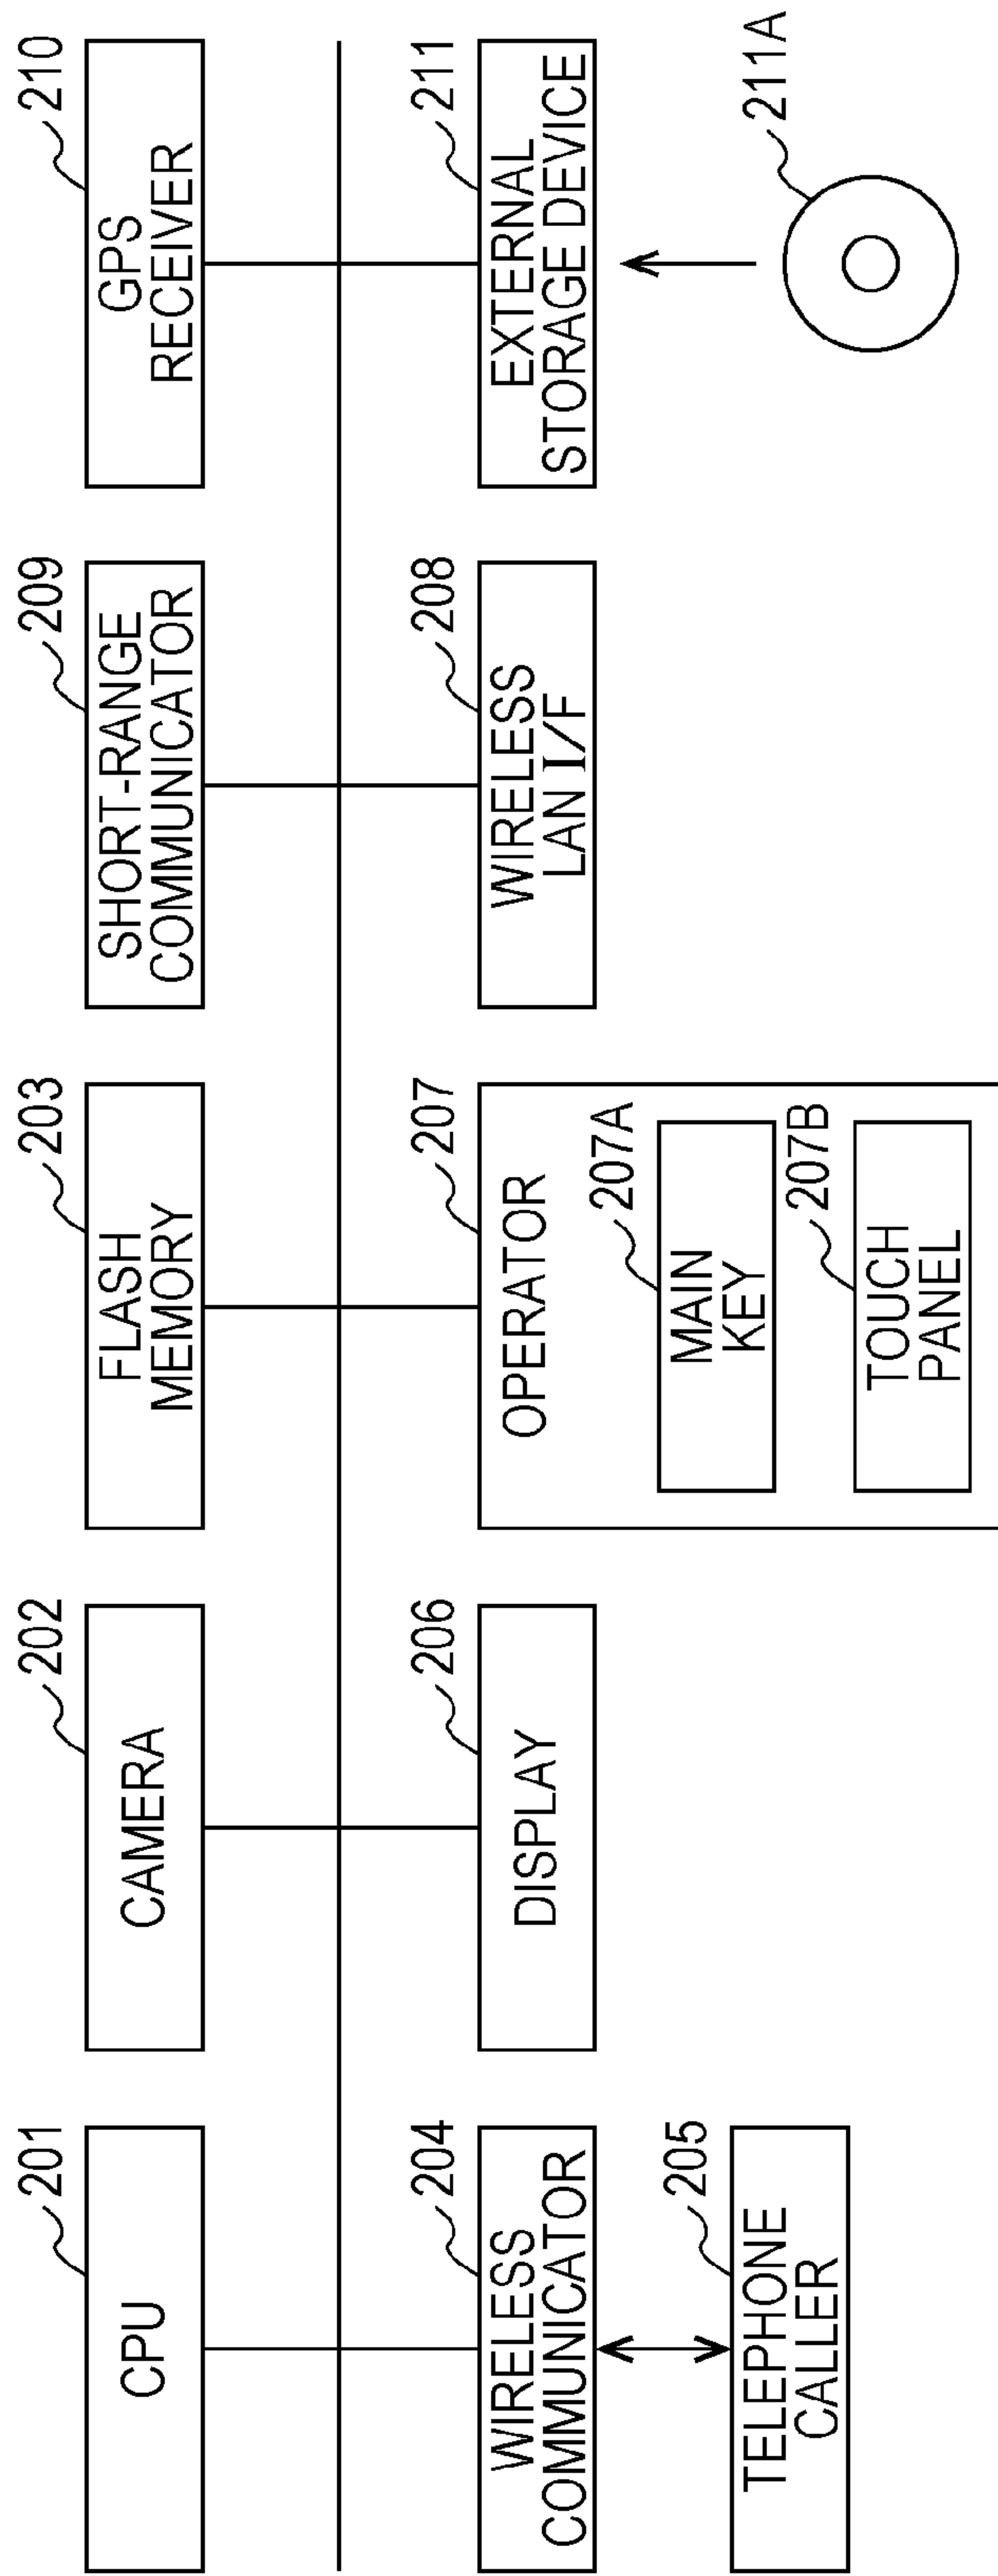 201
CPU
202
CAMERA
203
FLASH
MEMORY
209
SHORT-RANGE
COMMUNICATOR
210
GPS
RECEIVER
204
WIRELESS
COMMUNICATOR
206
DISPLAY
207
OPERATOR
207A
MAIN
KEY
207B
TOUCH
PANEL
208
WIRELESS
LAN I/F
211
EXTERNAL
STORAGE DEVICE
205
TELEPHONE
CALLER
211A